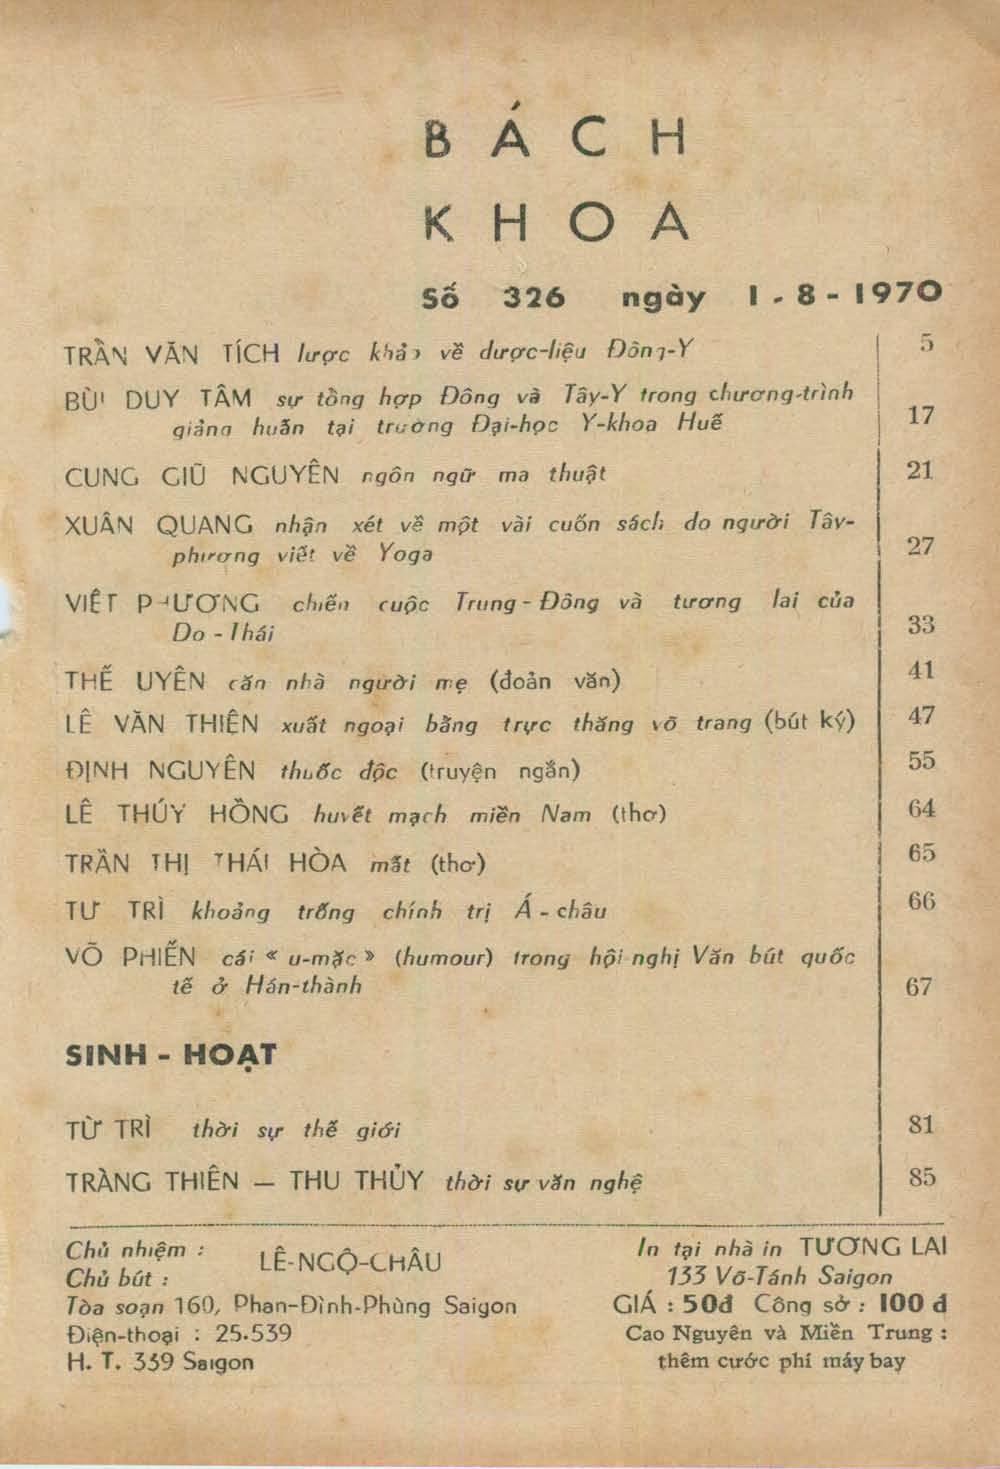 BÁCH
KHOA
Số 326 ngày 1-8-1970
TRẦN VĂN TÍCH lược khảo về dược-liệu Đông-Y 5
BÙI DUY TÂM sự tổng hợp Đông và Tây-Y trong chương-trình
giảng huấn tại trường Đại-học Y-khoa Huế 17
CUNG GIŨ NGUYÊN ngôn ngữ ma thuật 21
XUÂN QUANG nhận xét về một vài cuốn sách do người Tây-
phương viết về Yoga 27
VIỆT PHƯƠNG chiến cuộc Trung-Đông và tương lai của
Do-Thái 33
THẾ UYÊN căn nhà người mẹ (đoản văn) 41
LÊ VĂN THIỆN xuất ngoại bằng trực thăng võ trang (bút ký) 47
ĐỊNH NGUYÊN thuốc độc (truyện ngắn) 55
LÊ THÚY HỒNG huyết mạch miền Nam (thơ) 64
TRẦN THỊ THÁI HÒA mắt (thơ) 65
TƯ TRÌ khoảng trống chính trị Á-châu 66
VÕ PHIẾN cái « u-mặc » (humour) trong hội nghị Văn bút quốc
tế ở Hán-thành 67
SINH - HOẠT
TỪ TRÌ thời sự thế giới 81
TRÀNG THIÊN — THU THỦY thời sự văn nghệ 85
Chủ nhiệm :
Chủ bút :
LÊ-NGỘ-CHÂU
Tòa soạn 160, Phan-Đình-Phùng Saigon
Điện-thoại : 25.539
H. T. 339 Saigon
In tại nhà in TƯƠNG LAI
133 Võ-Tánh Saigon
GIÁ : 50đ Công sở : 100 đ
Cao Nguyên và Miền Trung :
thêm cước phí máy bay